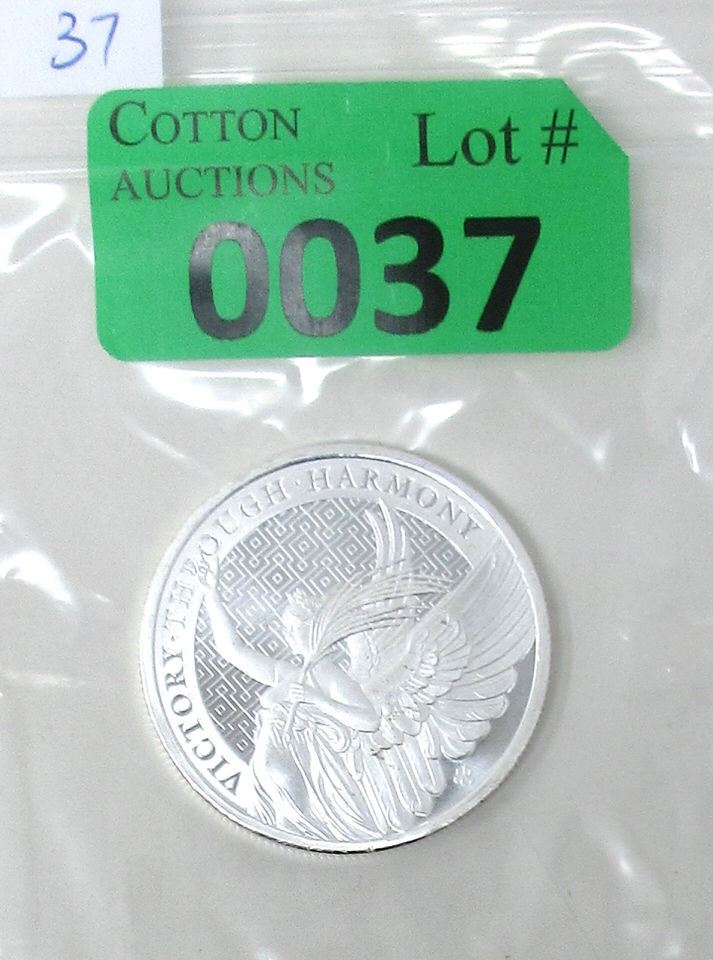 37
COTTON
AUCTIONS
Lot #
0037
VICTORY · THROUGH · HARMONY